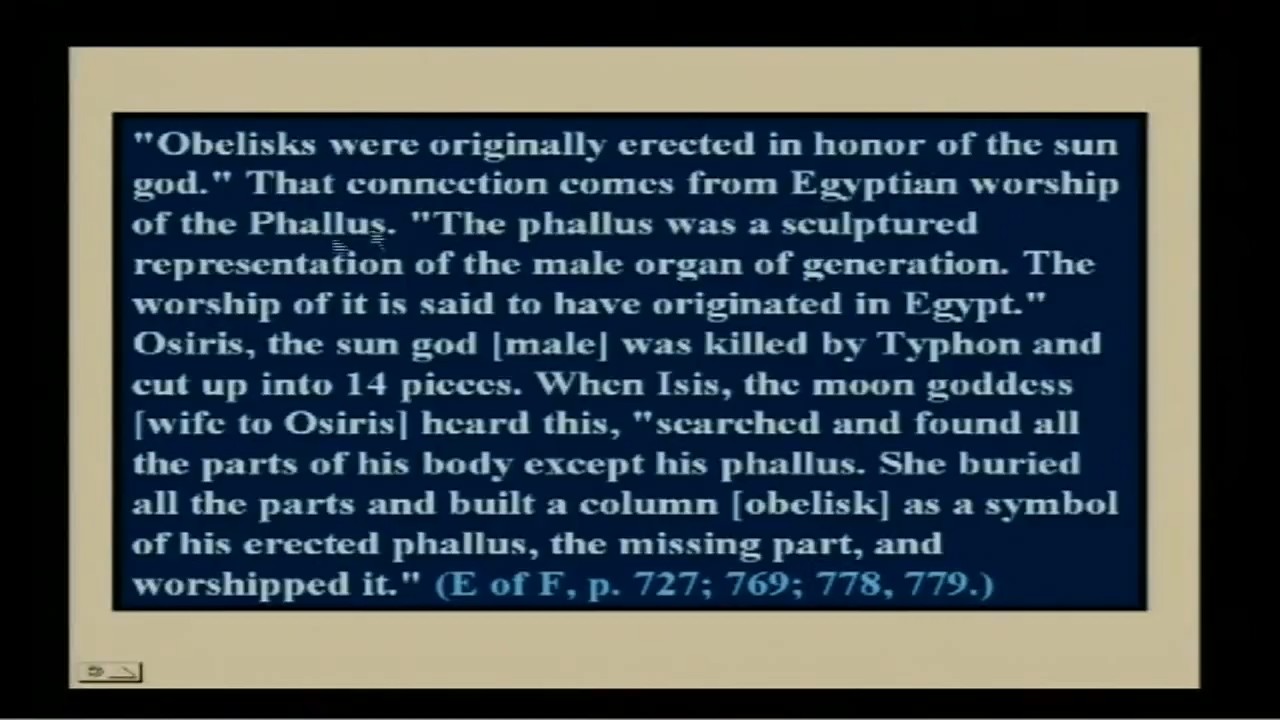 "Obelisks were originally erected in honor of the sun
god." That connection comes from Egyptian worship
of the Phallus. "The phallus was a sculptured
representation of the male organ of generation. The
worship of it is said to have originated in Egypt."
Osiris, the sun god [male] was killed by Typhon and
cut up into 14 pieces. When Isis, the moon goddess
[wife to Osiris] heard this, "searched and found all
the parts of his body except his phallus. She buried
all the parts and built a column [obelisk] as a symbol
of his erected phallus, the missing part, and
worshipped it." (E of F, p. 727; 769; 778, 779.)